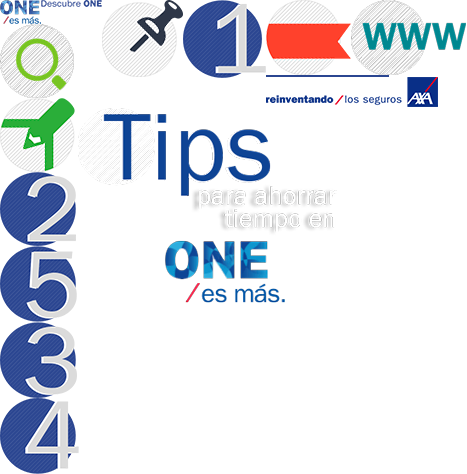 ONE
/es más.
Descubre ONE
1
WWW
reinventando/los seguros
AXA
Tips
para ahorrar
tiempo en
ONE
/es más.
2
5
3
4